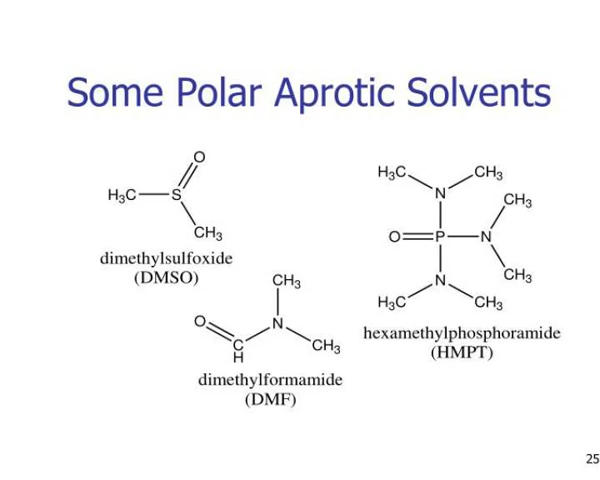 Some Polar Aprotic Solvents
O
H₃C S
CH₃
dimethylsulfoxide
(DMSO)
CH₃
O N
C CH₃
H
dimethylformamide
(DMF)
H₃C CH₃
N CH₃
O P N
N CH₃
H₃C CH₃
hexamethylphosphoramide
(HMPT)
25